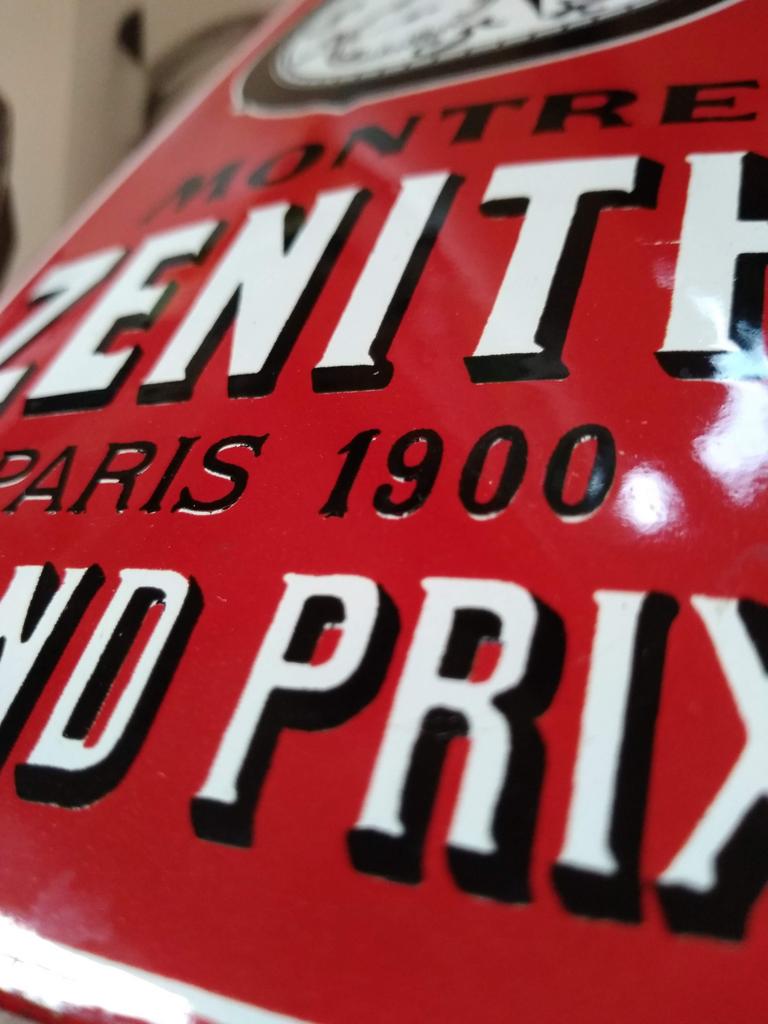 MONTRE
ZENITH
PARIS 1900
ND PRIX